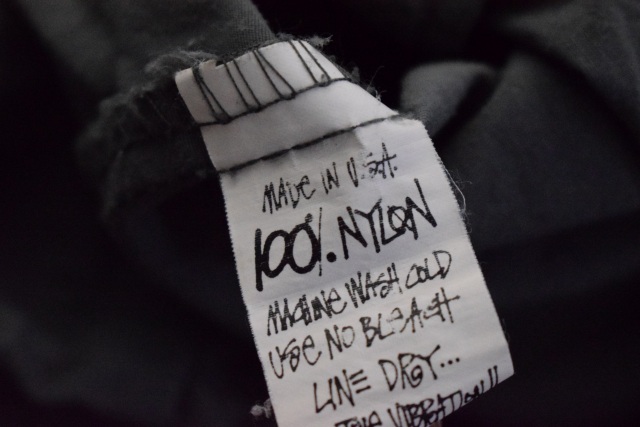 MADE IN U.S.A.
100%. NYLON
MACHINE WASH COLD
USE NO BLEACH
LINE DRY...
VIBRATION!!